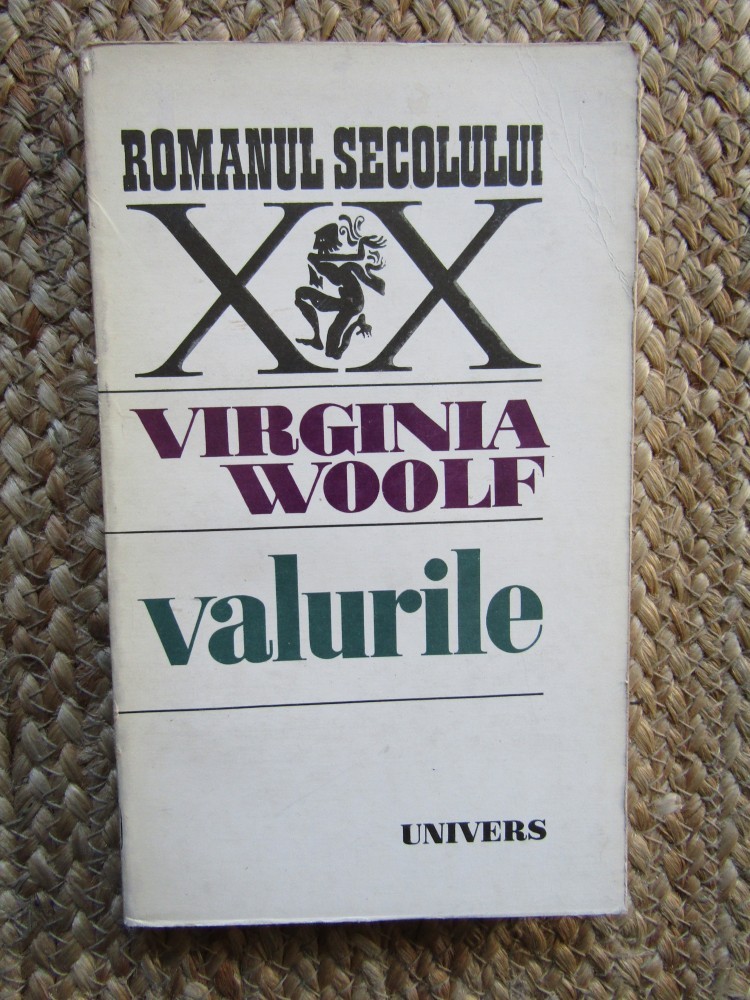 ROMANUL SECOLULUI
XX
VIRGINIA
WOOLF
valurile
UNIVERS